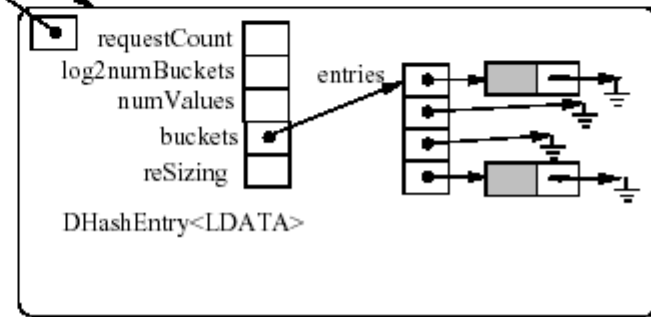 requestCount
log2numBuckets
entries
numValues
buckets
reSizing
DHashEntry<LDATA>